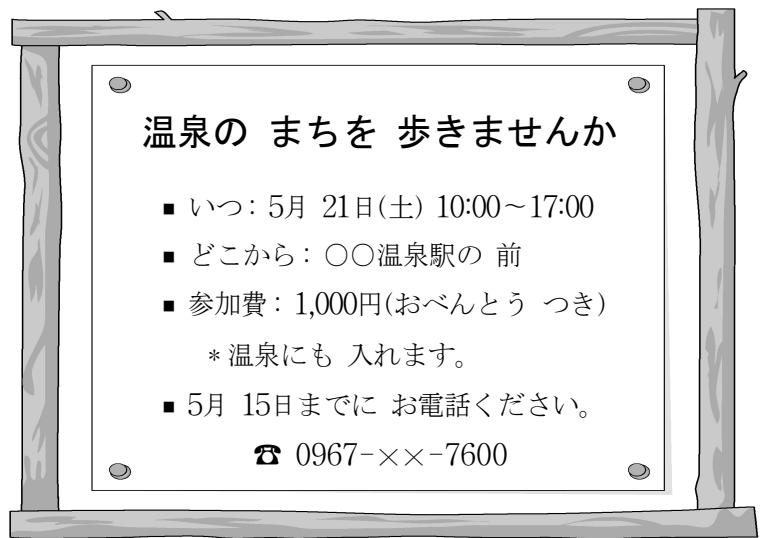 温泉の まちを 歩きませんか
■ いつ: 5月 21日(土) 10:00～17:00
■ どこから: ○○温泉駅の 前
■ 参加費: 1,000円(おべんとう つき)
*温泉にも 入れます。
■ 5月 15日までに お電話ください。
☎ 0967-××-7600